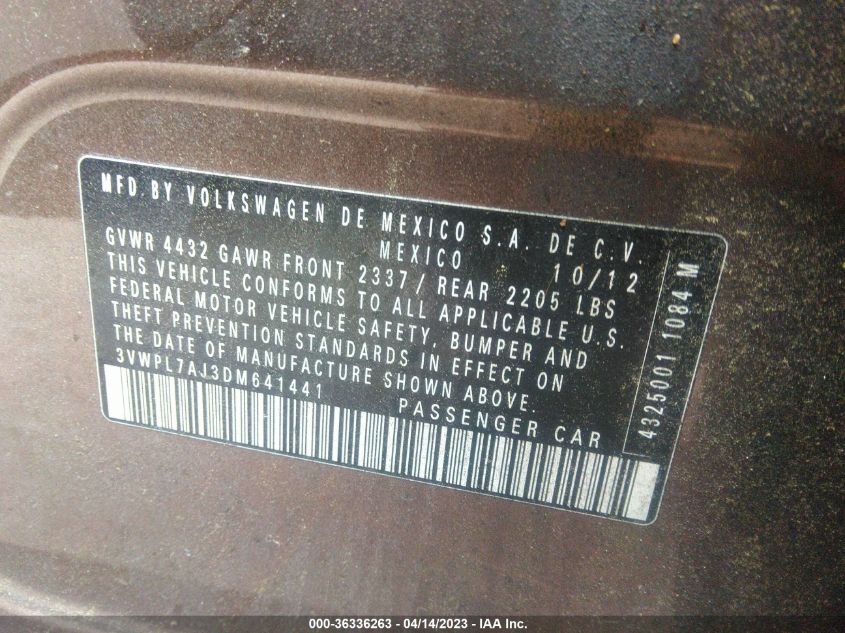 MFD.BY VOLKSWAGEN DE MEXICO S.A. DE C.V.
MEXICO 10/12
GVWR 4432 GAWR FRONT 2337/ REAR 2205 LBS
THIS VEHICLE CONFORMS TO ALL APPLICABLE U.S.
FEDERAL MOTOR VEHICLE SAFETY, BUMPER AND
THEFT PREVENTION STANDARDS IN EFFECT ON
THE DATE OF MANUFACTURE SHOWN ABOVE.
3VWPL7AJ3DM641441 PASSENGER CAR
4325001 1084 M
000-36336263 - 04/14/2023 - IAA Inc.